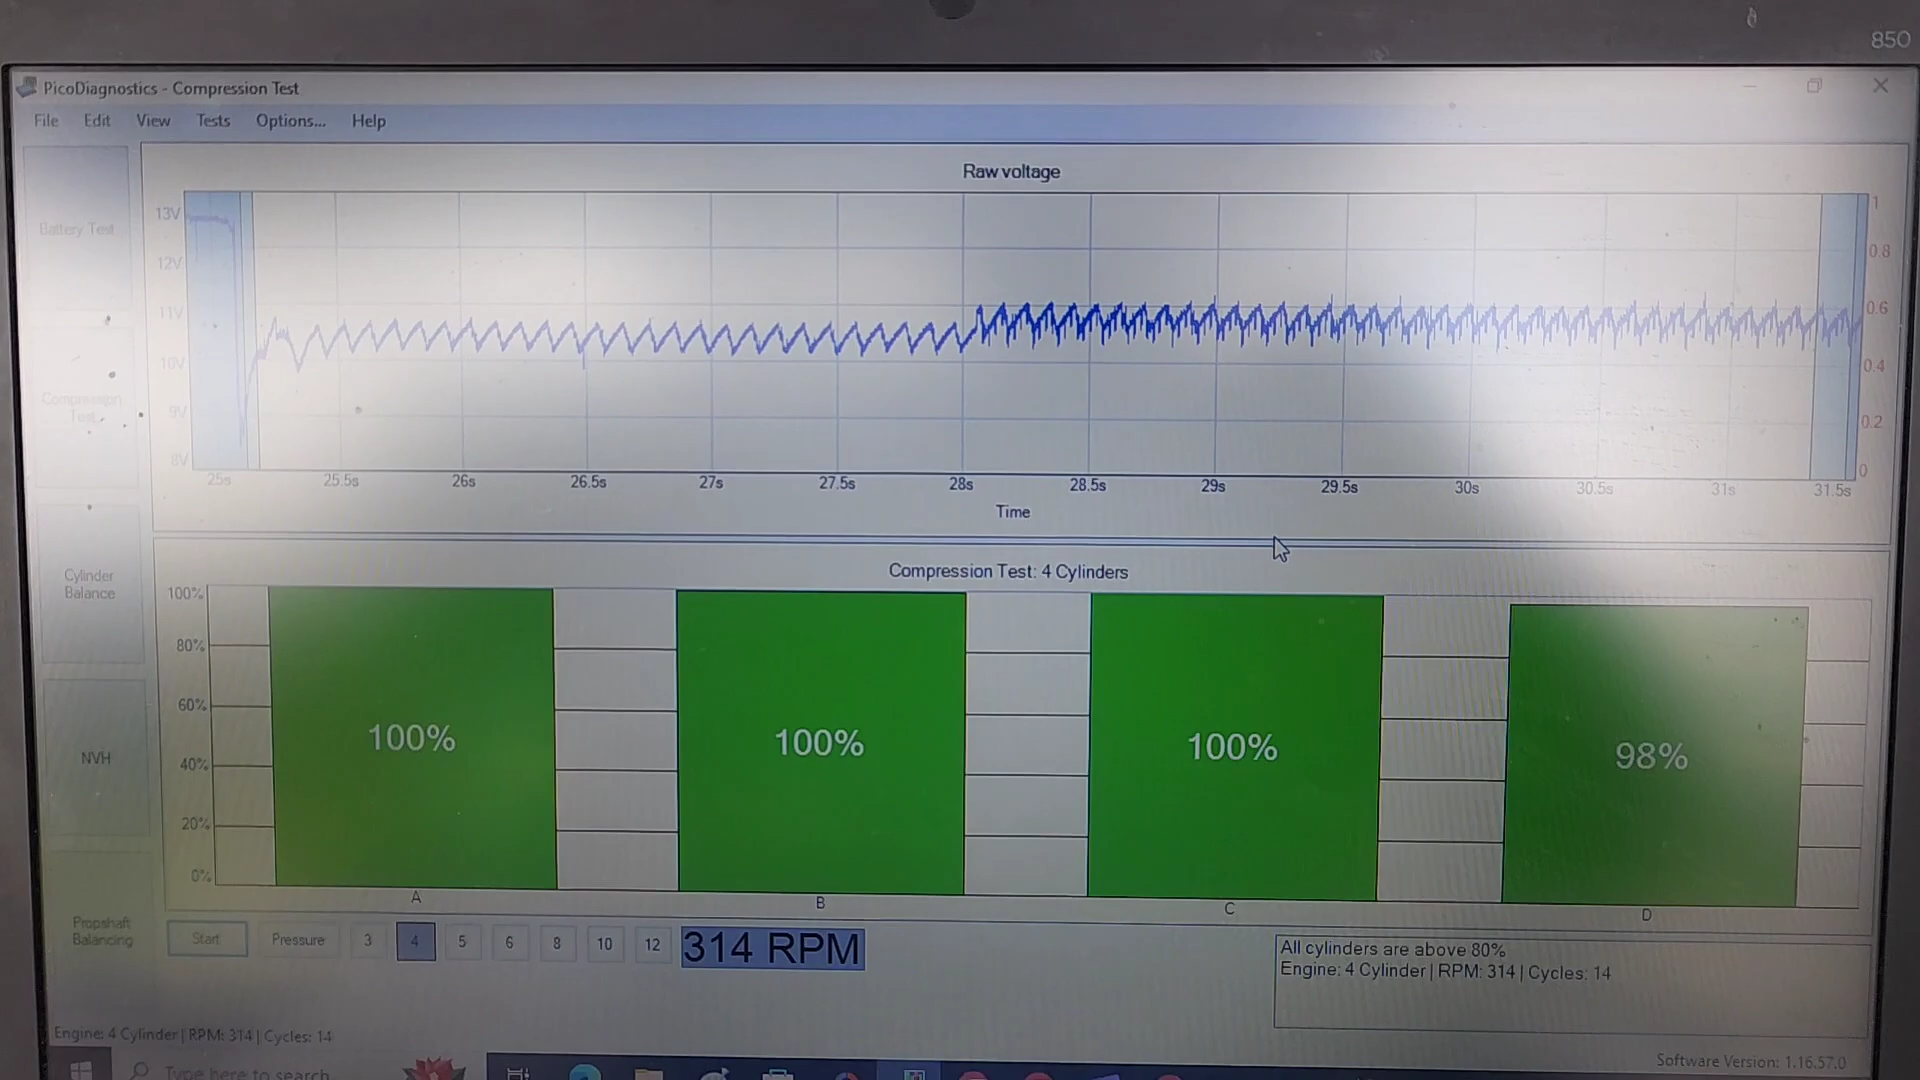 850
PicoDiagnostics - Compression Test
File Edit View Tests Options... Help
Battery Test
Compression
Test
Cylinder
Balance
NVH
Propshaft
Balancing
Raw voltage
13V
12V
11V
10V
9V
8V
1
0.8
0.6
0.4
0.2
0
25s 25.5s 26s 26.5s 27s 27.5s 28s 28.5s 29s 29.5s 30s 30.5s 31s 31.5s
Time
Compression Test: 4 Cylinders
100%
80%
60%
40%
20%
0%
100% 100% 100% 98%
A B C D
Start Pressure 3 4 5 6 8 10 12 314 RPM
All cylinders are above 80%
Engine: 4 Cylinder | RPM: 314 | Cycles: 14
Engine: 4 Cylinder | RPM: 314 | Cycles: 14
Software Version: 1.16.57.0
Type here to search